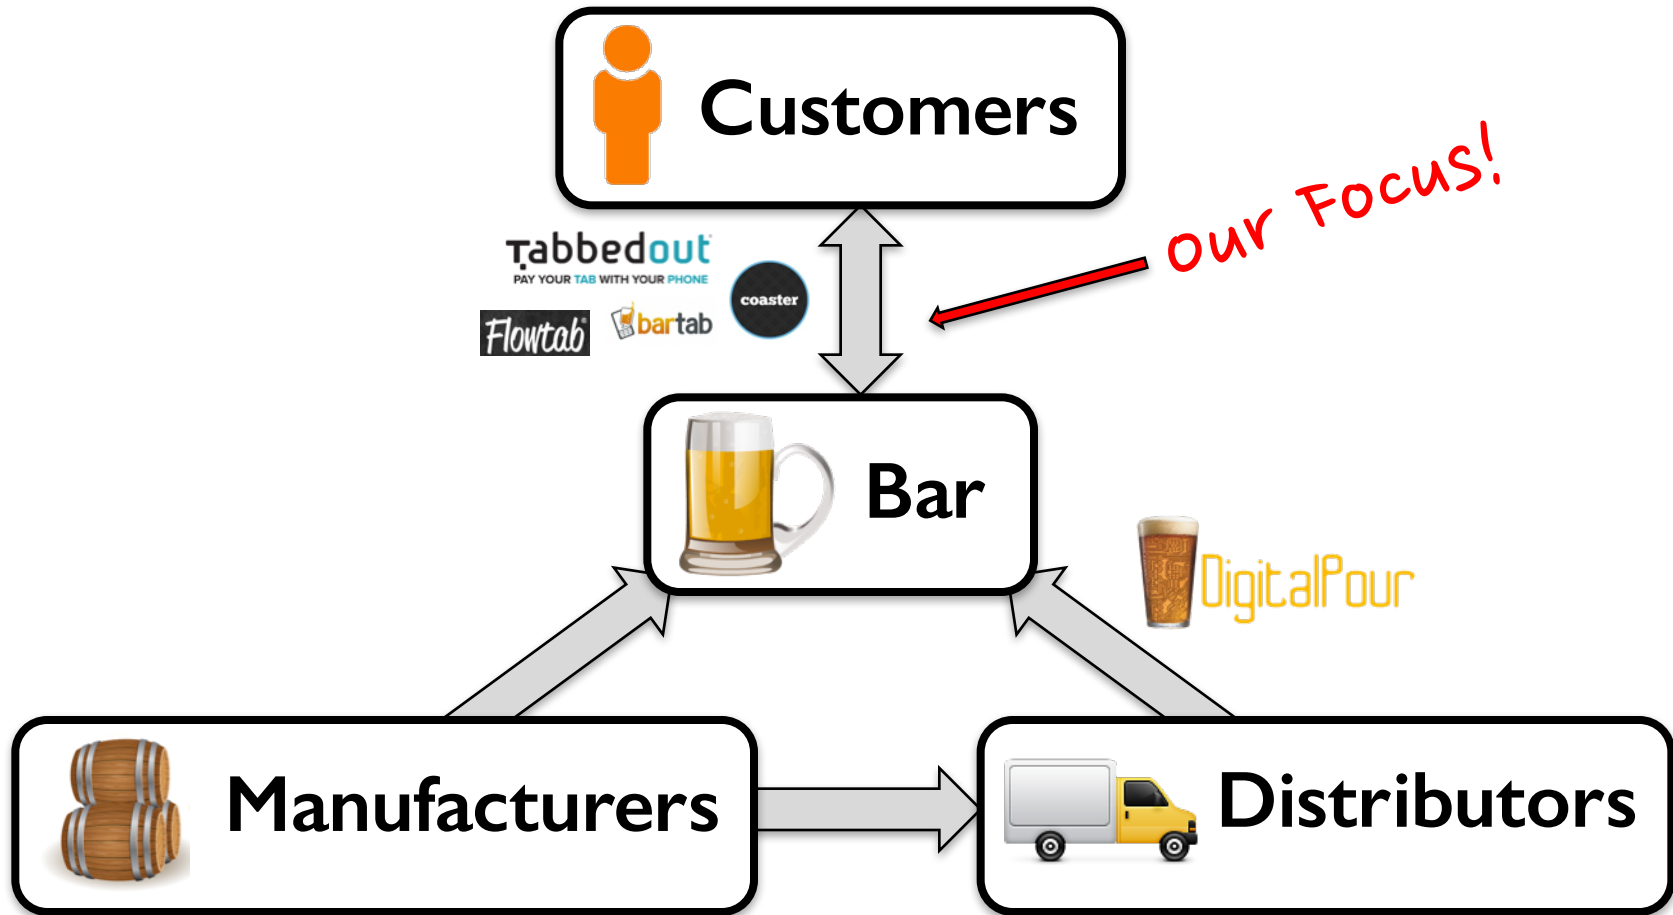 Customers
our Focus!
Tabbedout
PAY YOUR TAB WITH YOUR PHONE
coaster
Flowtab
bartab
Bar
DigitalPour
Manufacturers
Distributors